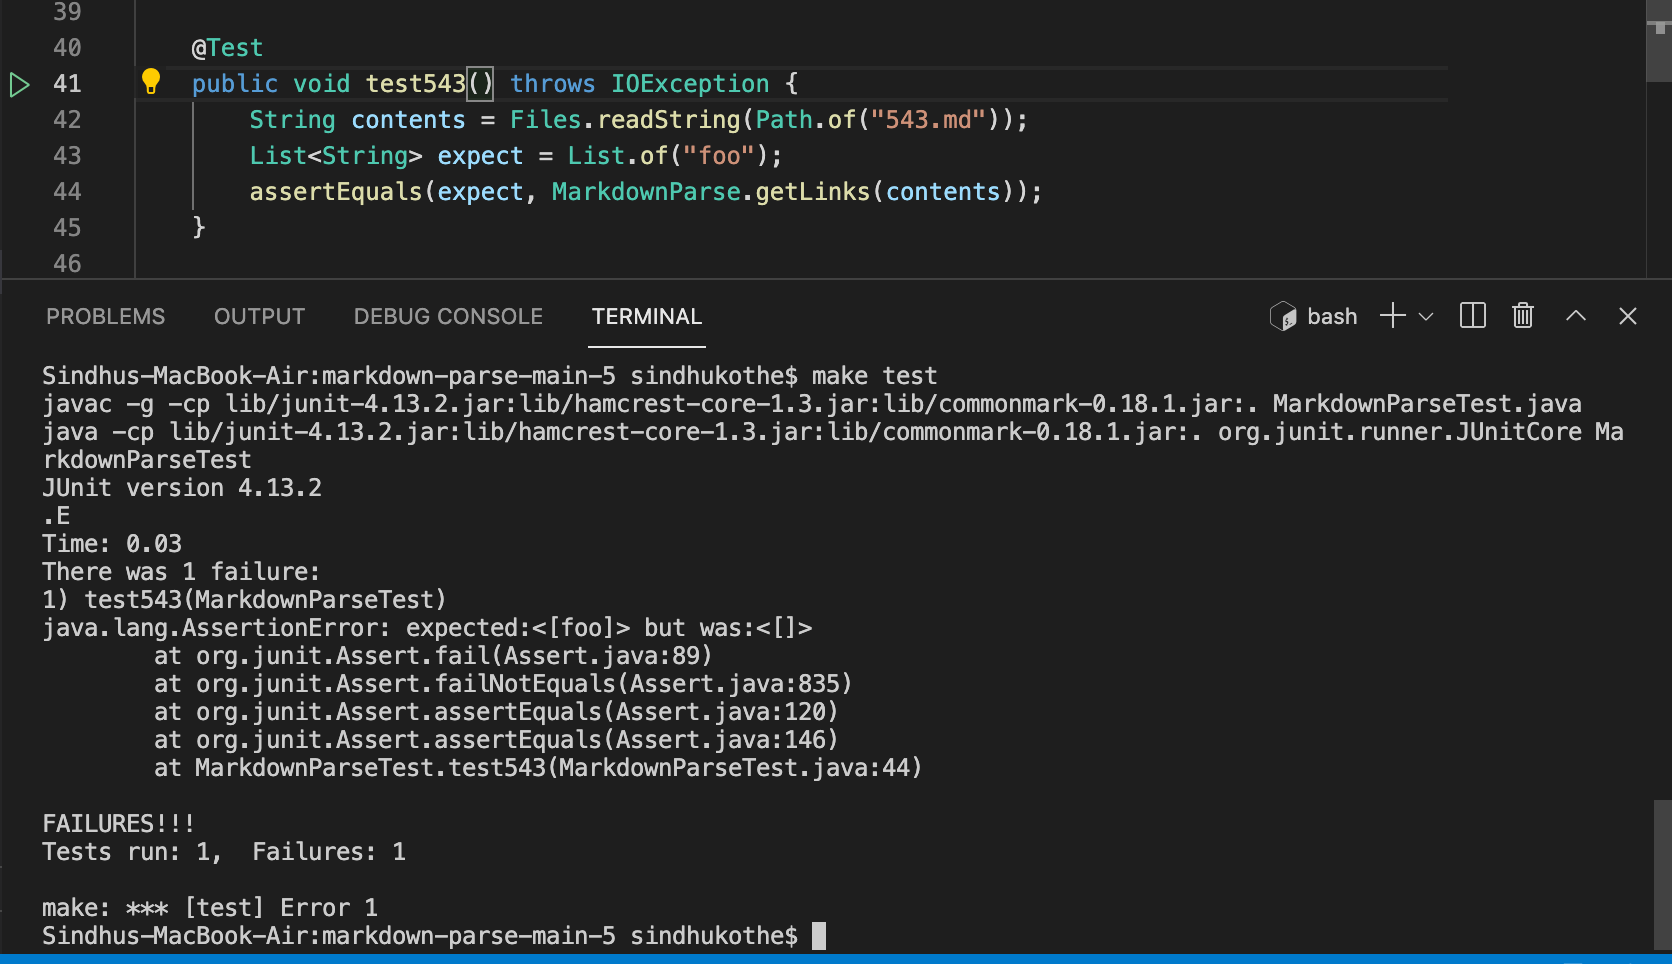 39
40 @Test
41 public void test543() throws IOException {
42 String contents = Files.readString(Path.of("543.md"));
43 List<String> expect = List.of("foo");
44 assertEquals(expect, MarkdownParse.getLinks(contents));
45 }
46
PROBLEMS OUTPUT DEBUG CONSOLE TERMINAL bash
Sindhus-MacBook-Air:markdown-parse-main-5 sindhukothe$ make test
javac -g -cp lib/junit-4.13.2.jar:lib/hamcrest-core-1.3.jar:lib/commonmark-0.18.1.jar:. MarkdownParseTest.java
java -cp lib/junit-4.13.2.jar:lib/hamcrest-core-1.3.jar:lib/commonmark-0.18.1.jar:. org.junit.runner.JUnitCore Ma
rkdownParseTest
JUnit version 4.13.2
.E
Time: 0.03
There was 1 failure:
1) test543(MarkdownParseTest)
java.lang.AssertionError: expected:<[foo]> but was:<[]>
at org.junit.Assert.fail(Assert.java:89)
at org.junit.Assert.failNotEquals(Assert.java:835)
at org.junit.Assert.assertEquals(Assert.java:120)
at org.junit.Assert.assertEquals(Assert.java:146)
at MarkdownParseTest.test543(MarkdownParseTest.java:44)
FAILURES!!!
Tests run: 1,  Failures: 1
make: *** [test] Error 1
Sindhus-MacBook-Air:markdown-parse-main-5 sindhukothe$